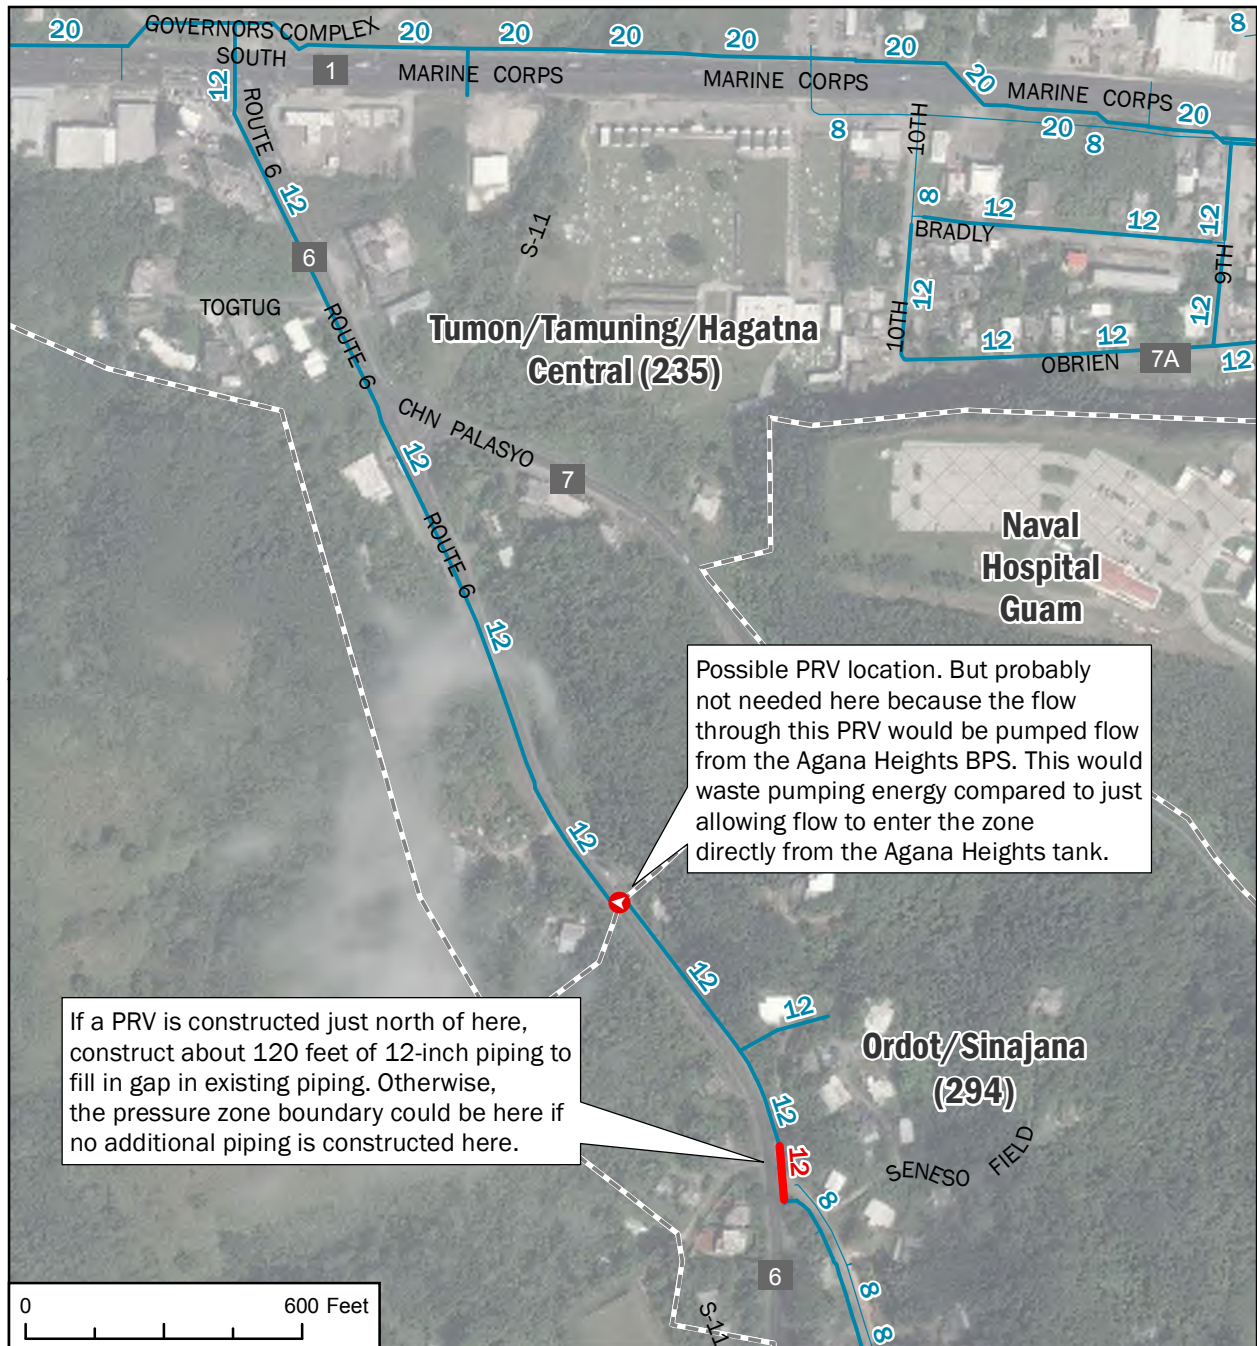 20
GOVERNORS COMPLEX
20
20
20
20
20
8
SOUTH
1
MARINE CORPS
MARINE CORPS
20
MARINE CORPS
20
12
ROUTE 6
8
20
8
10TH
12
8
12
12
12
BRADLY
9TH
S-11
6
TOGTUG
ROUTE 6
12
12
10TH
12
12
OBRIEN
7A
12
Tumon/Tamuning/Hagatna
Central (235)
CHN PALASYO
12
7
ROUTE 6
Naval
Hospital
Guam
12
Possible PRV location. But probably
not needed here because the flow
through this PRV would be pumped flow
from the Agana Heights BPS. This would
waste pumping energy compared to just
allowing flow to enter the zone
directly from the Agana Heights tank.
12
12
12
If a PRV is constructed just north of here,
construct about 120 feet of 12-inch piping to
fill in gap in existing piping. Otherwise,
the pressure zone boundary could be here if
no additional piping is constructed here.
Ordot/Sinajana
(294)
12
12
SENESO FIELD
8
6
8
S-11
8
0
600 Feet